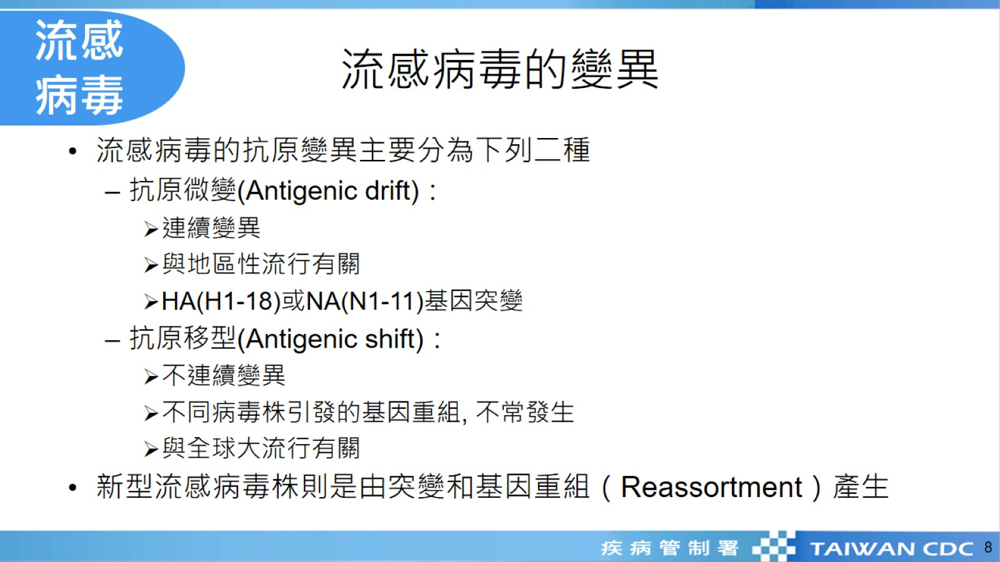 流感
病毒
流感病毒的變異
• 流感病毒的抗原變異主要分為下列二種
– 抗原微變(Antigenic drift)：
➢連續變異
➢與地區性流行有關
➢HA(H1-18)或NA(N1-11)基因突變
– 抗原移型(Antigenic shift)：
➢不連續變異
➢不同病毒株引發的基因重組, 不常發生
➢與全球大流行有關
• 新型流感病毒株則是由突變和基因重組（Reassortment）產生
疾病管制署 TAIWAN CDC 8